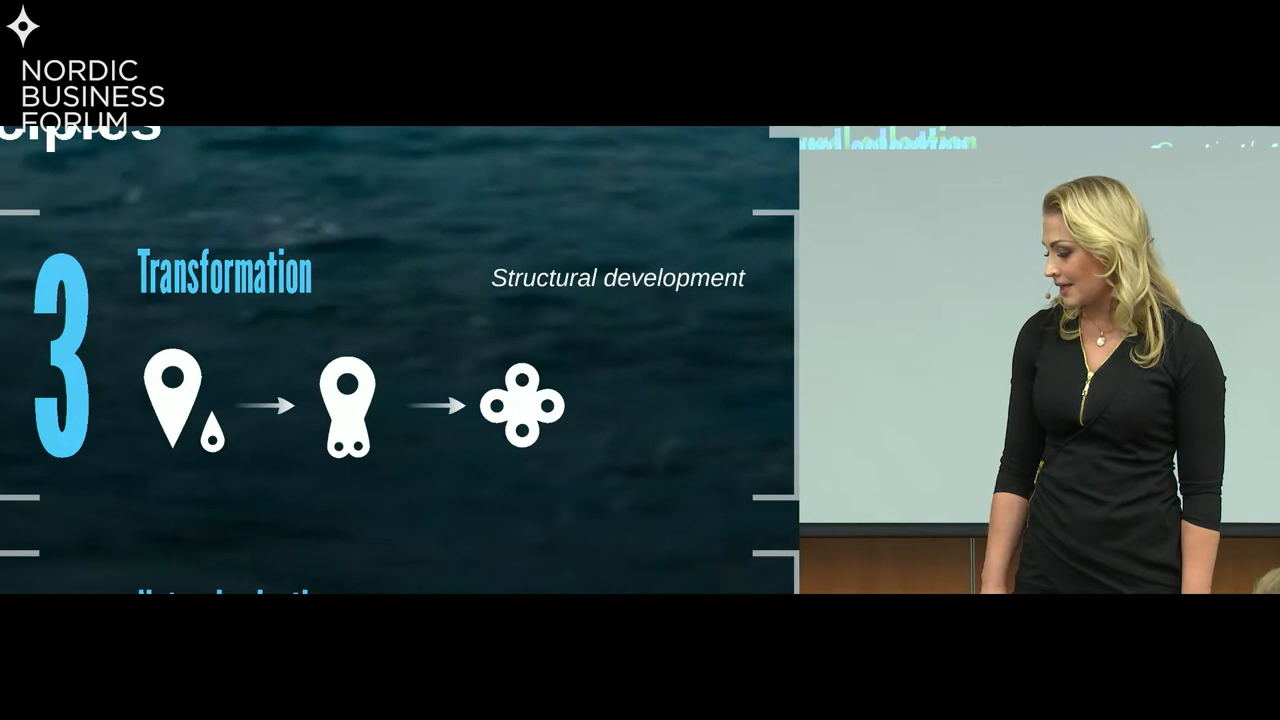 NORDIC
BUSINESS
FORUM
3
Transformation
Structural development